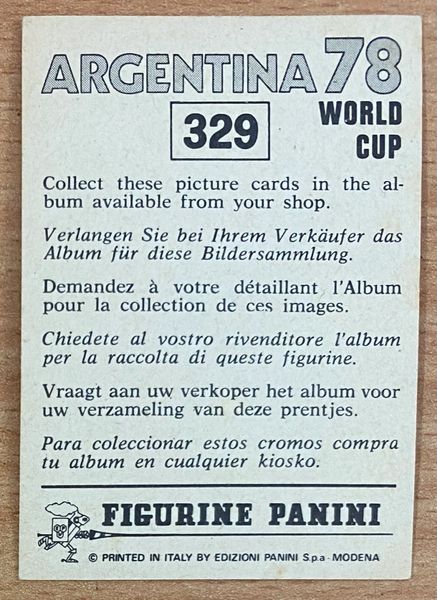 ARGENTINA 78
329
WORLD
CUP
Collect these picture cards in the al-
bum available from your shop.
Verlangen Sie bei Ihrem Verkäufer das
Album für diese Bildersammlung.
Demandez à votre détaillant l'Album
pour la collection de ces images.
Chiedete al vostro rivenditore l'album
per la raccolta di queste figurine.
Vraagt aan uw verkoper het album voor
uw verzameling van deze prentjes.
Para coleccionar estos cromos compra
tu album en cualquier kiosko.
FIGURINE PANINI
© PRINTED IN ITALY BY EDIZIONI PANINI S.p.a - MODENA